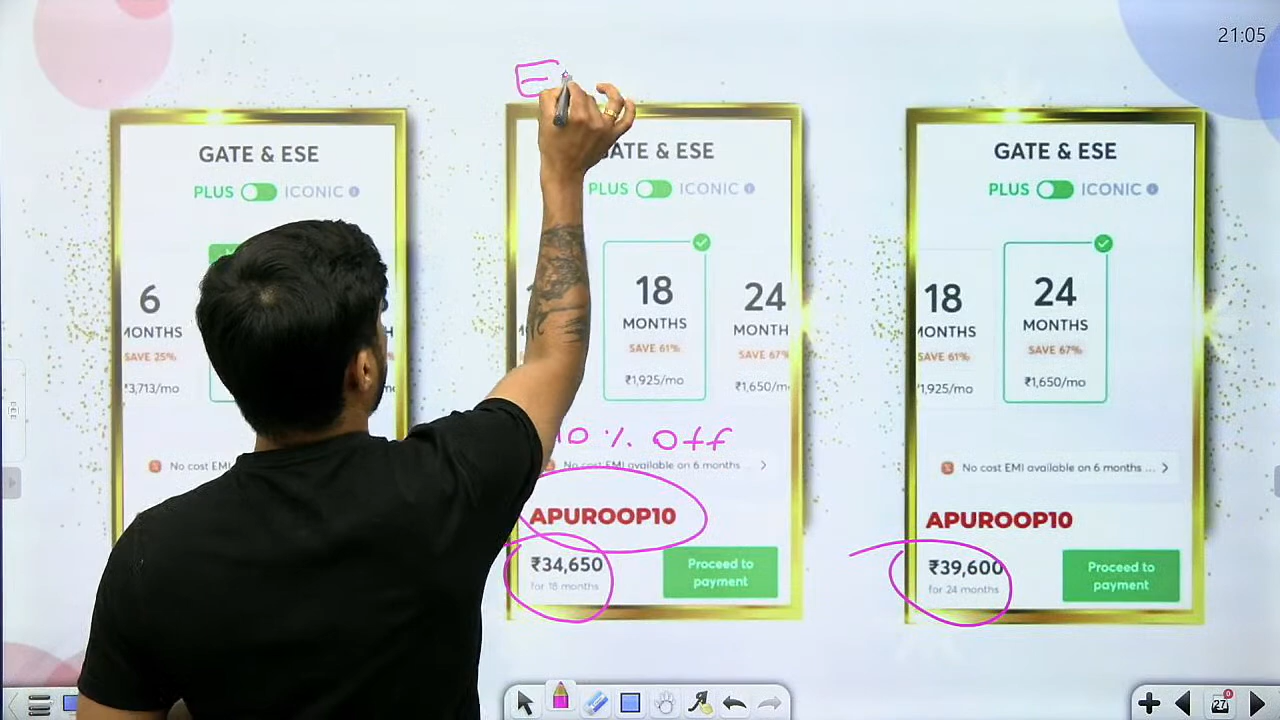 21:05
E
GATE & ESE
PLUS ICONIC
6
MONTHS
SAVE 25%
₹3,713/mo
No cost EMI
GATE & ESE
PLUS ICONIC
18
MONTHS
SAVE 61%
₹1,925/mo
24
MONTH
SAVE 67%
₹1,650/m
10 % Off
No cost EMI available on 6 months
APUROOP10
₹34,650
for 18 months
Proceed to
payment
GATE & ESE
PLUS ICONIC
18
MONTHS
SAVE 61%
1,925/mo
24
MONTHS
SAVE 67%
₹1,650/mo
No cost EMI available on 6 months ...
APUROOP10
₹39,600
for 24 months
Proceed to
payment
27